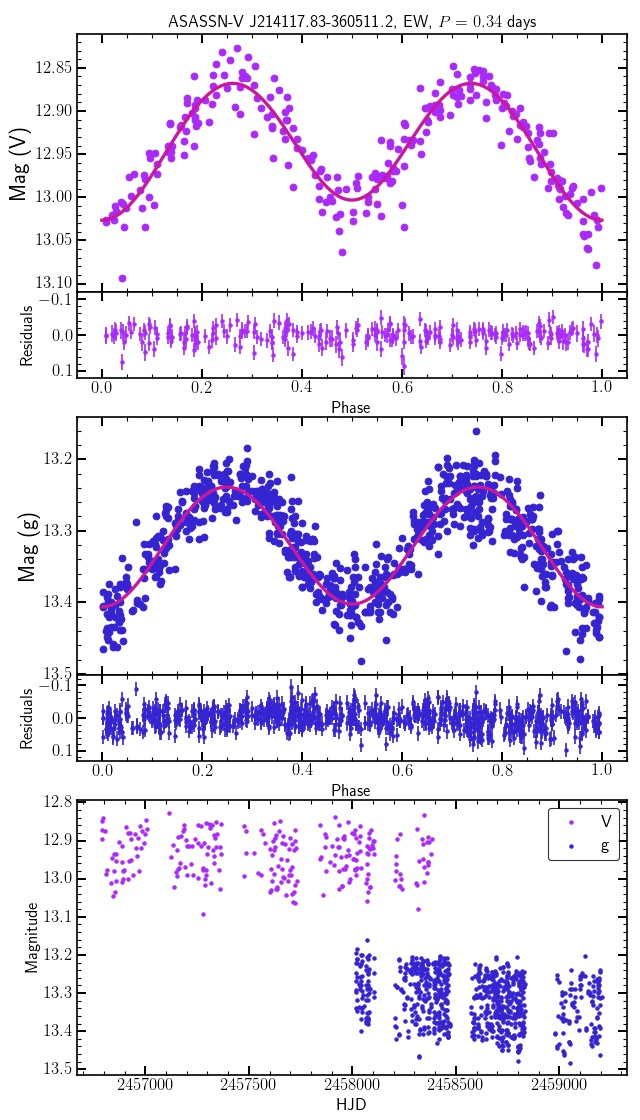 ASASSN-V J214117.83-360511.2, EW, P = 0.34 days
12.85
12.90
12.95
13.00
13.05
13.10
Mag (V)
−0.1
0.0
0.1
Residuals
0.0 0.2 0.4 0.6 0.8 1.0
Phase
13.2
13.3
13.4
13.5
Mag (g)
−0.1
0.0
0.1
Residuals
0.0 0.2 0.4 0.6 0.8 1.0
Phase
12.8
12.9
13.0
13.1
13.2
13.3
13.4
13.5
Magnitude
V
g
2457000 2457500 2458000 2458500 2459000
HJD